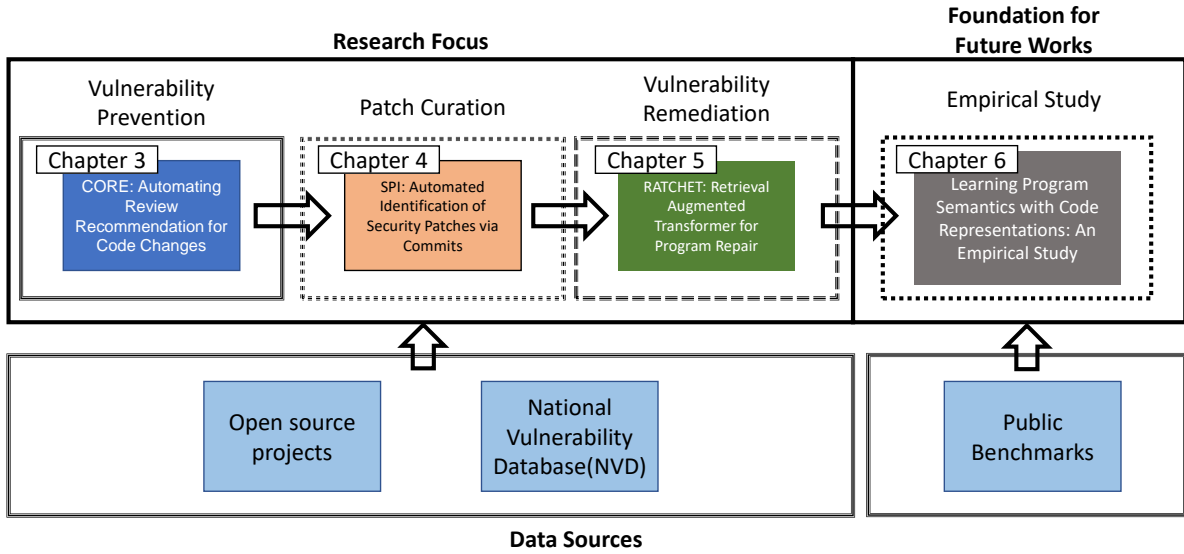 Research Focus
Foundation for
Future Works
Vulnerability
Prevention
Patch Curation
Vulnerability
Remediation
Empirical Study
Chapter 3
CORE: Automating
Review
Recommendation for
Code Changes
Chapter 4
SPI: Automated
Identification of
Security Patches via
Commits
Chapter 5
RATCHET: Retrieval
Augmented
Transformer for
Program Repair
Chapter 6
Learning Program
Semantics with Code
Representations: An
Empirical Study
Open source
projects
National
Vulnerability
Database(NVD)
Public
Benchmarks
Data Sources